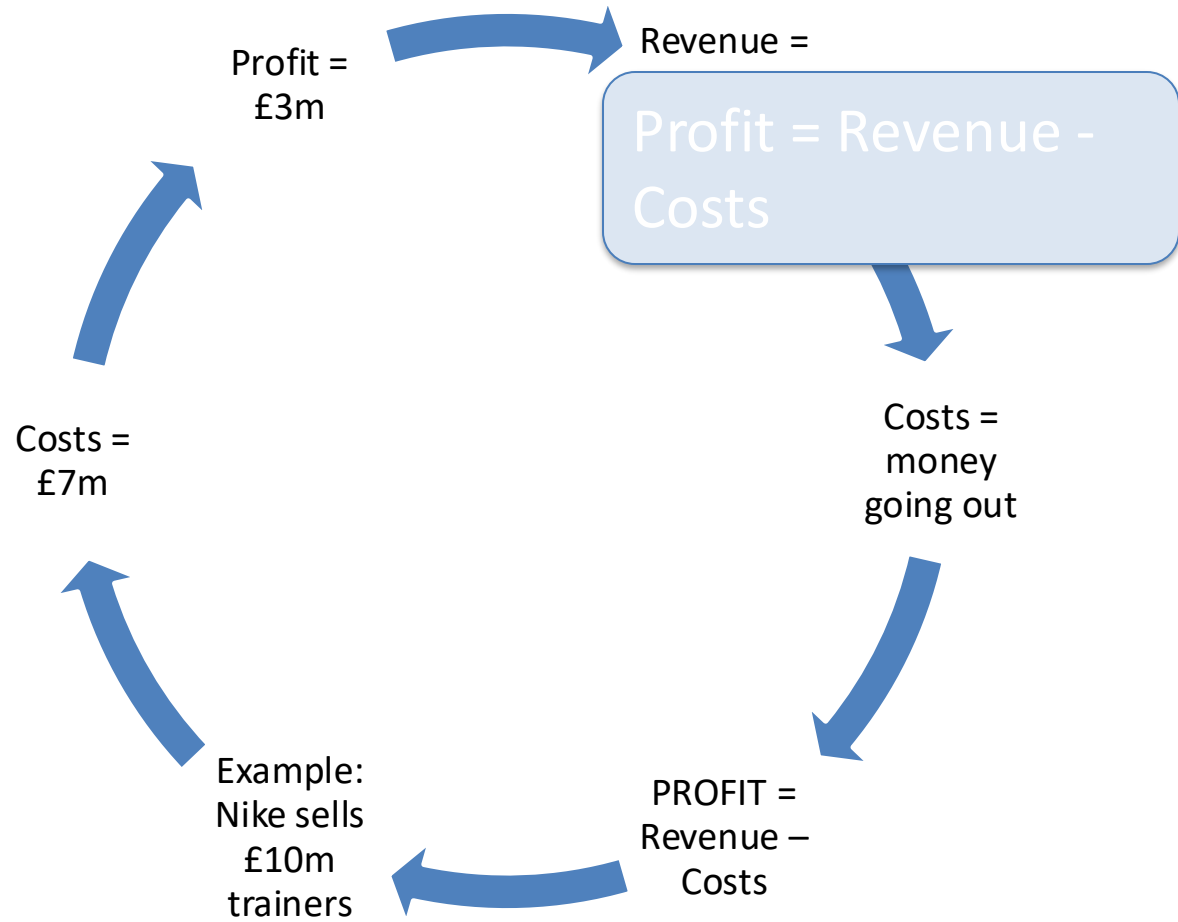 Revenue =
Profit = Revenue -
Costs
Costs =
money
going out
PROFIT =
Revenue –
Costs
Example:
Nike sells
£10m
trainers
Costs =
£7m
Profit =
£3m